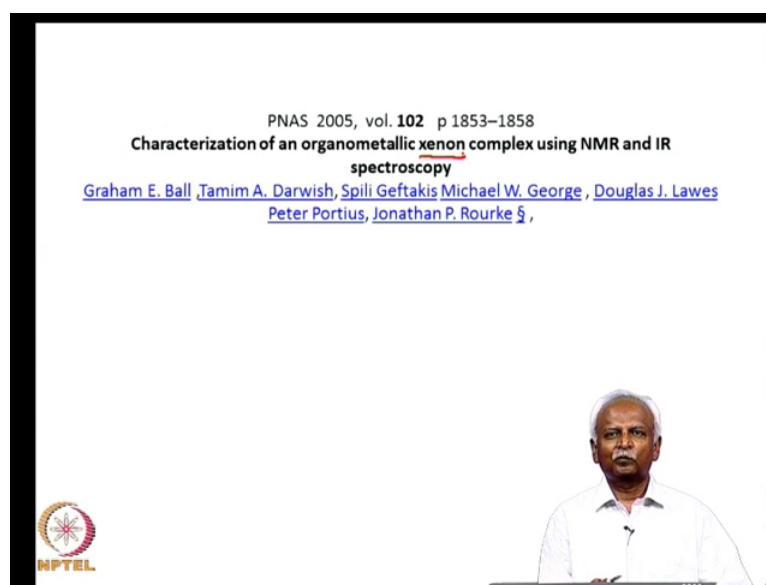 PNAS 2005, vol. 102 p 1853–1858
Characterization of an organometallic xenon complex using NMR and IR
spectroscopy
Graham E. Ball ,Tamim A. Darwish, Spili Geftakis Michael W. George , Douglas J. Lawes
Peter Portius, Jonathan P. Rourke § ,
NPTEL